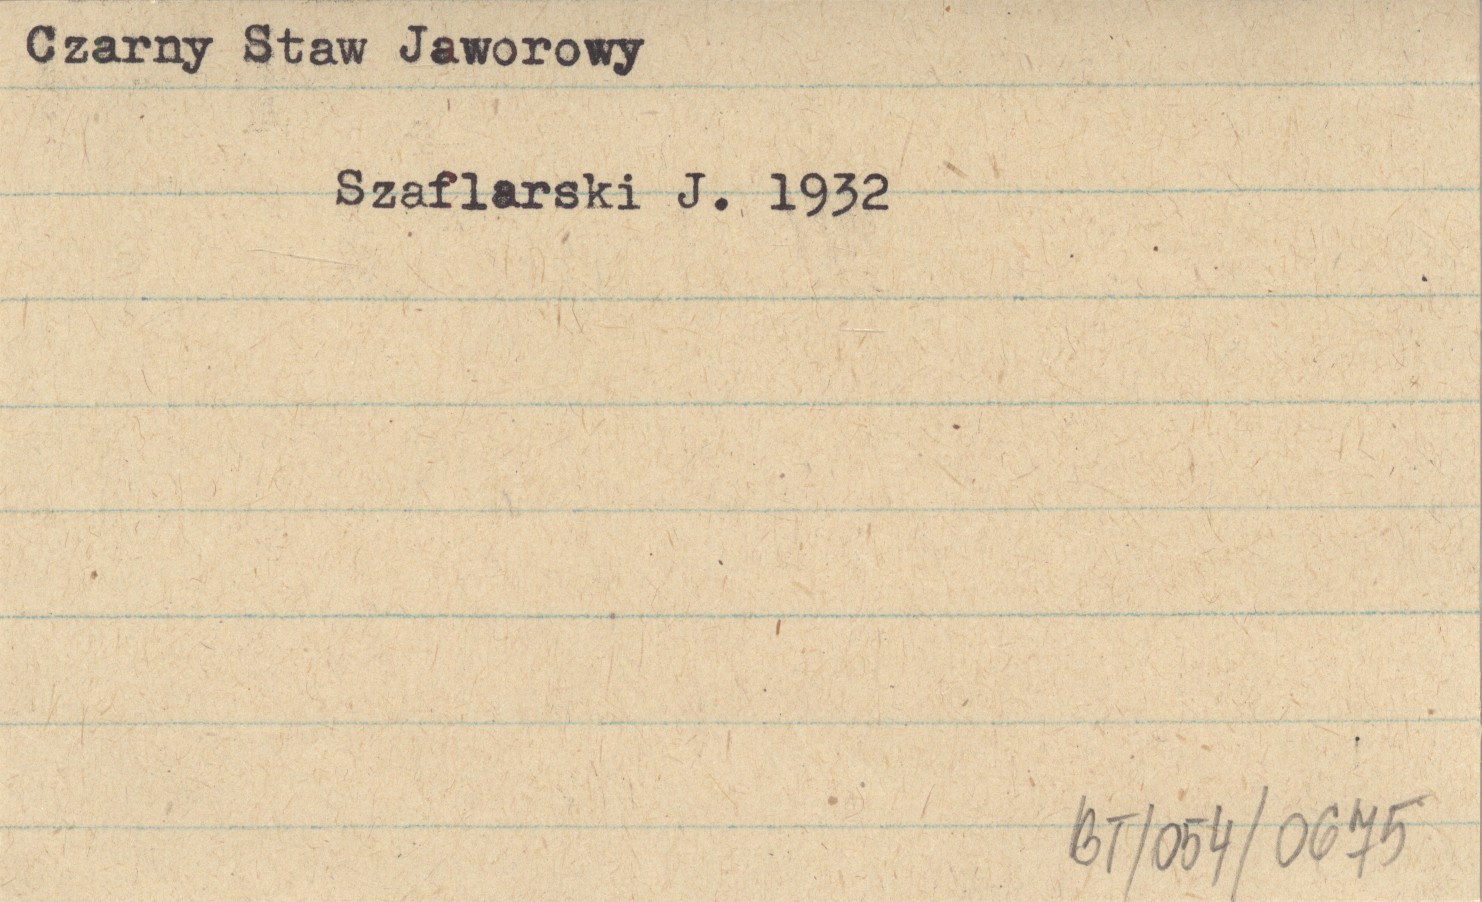 Czarny Staw Jaworowy
Szaflarski J. 1932
BT/054/0675